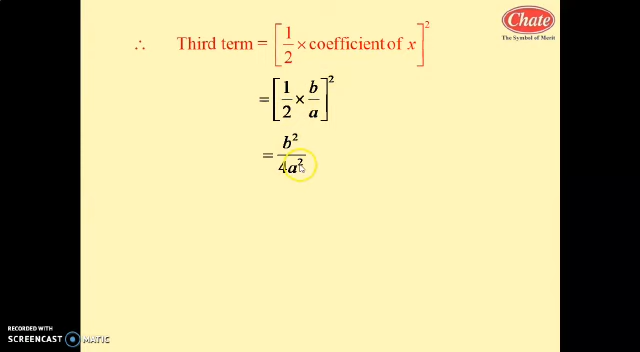 Chate
The Symbol of Merit
∴ Third term = [1/2 × coefficient of x]²
= [1/2 × b/a]²
= b²/4a²
RECORDED WITH
SCREENCAST MATIC